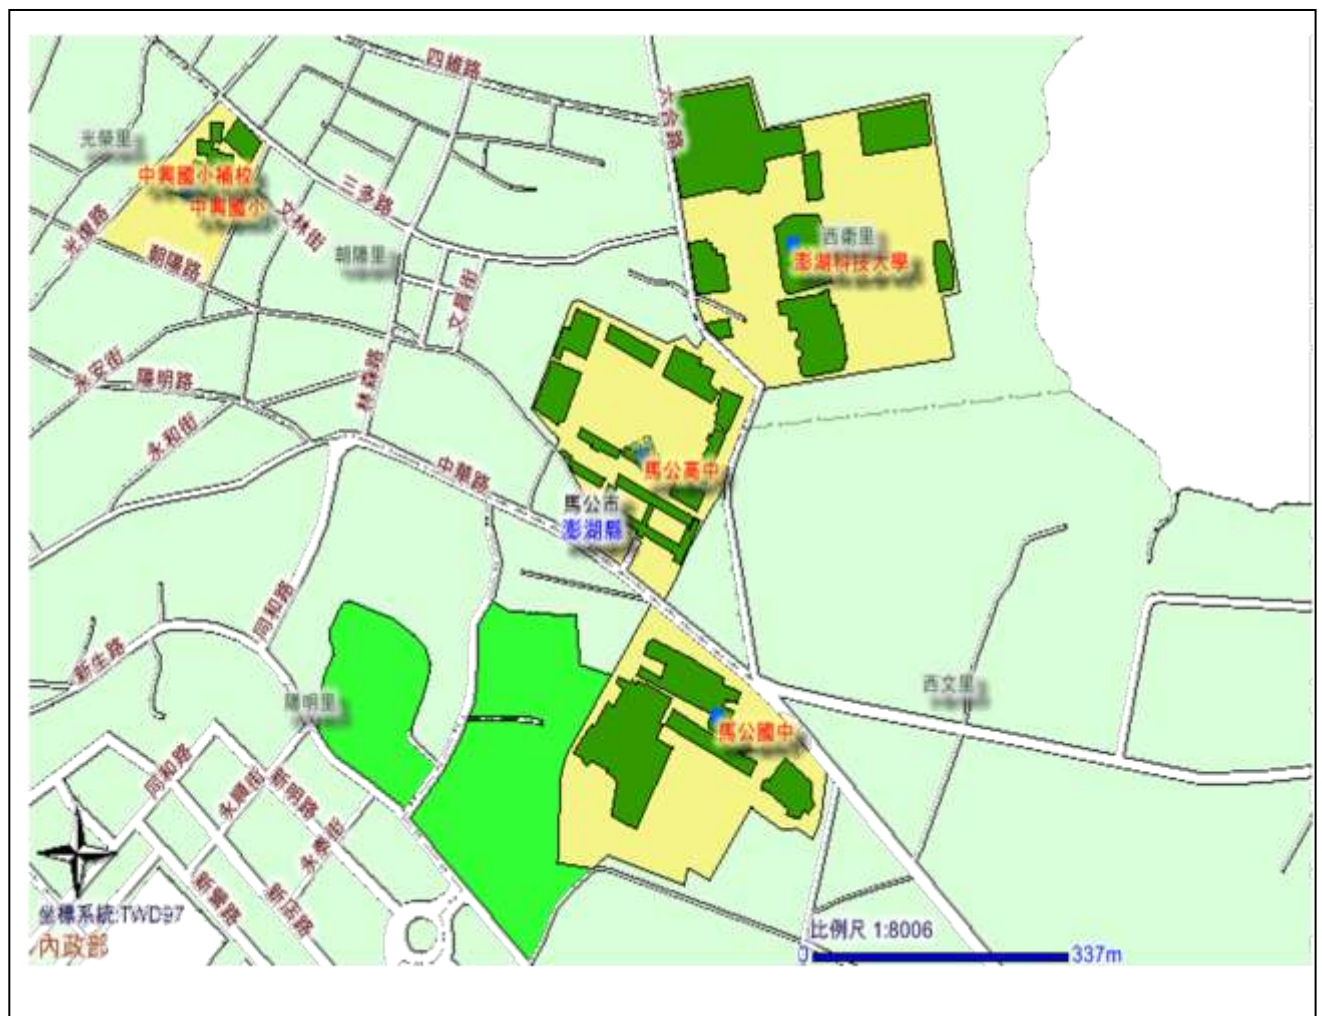 四維路
六合路
光榮里
中興國小補校
中興國小
三多路
文林街
光復路
朝陽路
朝陽里
西衛里
澎湖科技大學
文昌街
永安街
陽明路
林森路
永和街
中華路
馬公高中
馬公市
澎湖縣
同和路
新生路
陽明里
西文里
馬公國中
同和路
永順街
新明路
永泰街
新店路
坐標系統:TWD97
內政部
比例尺 1:8006
0
337m